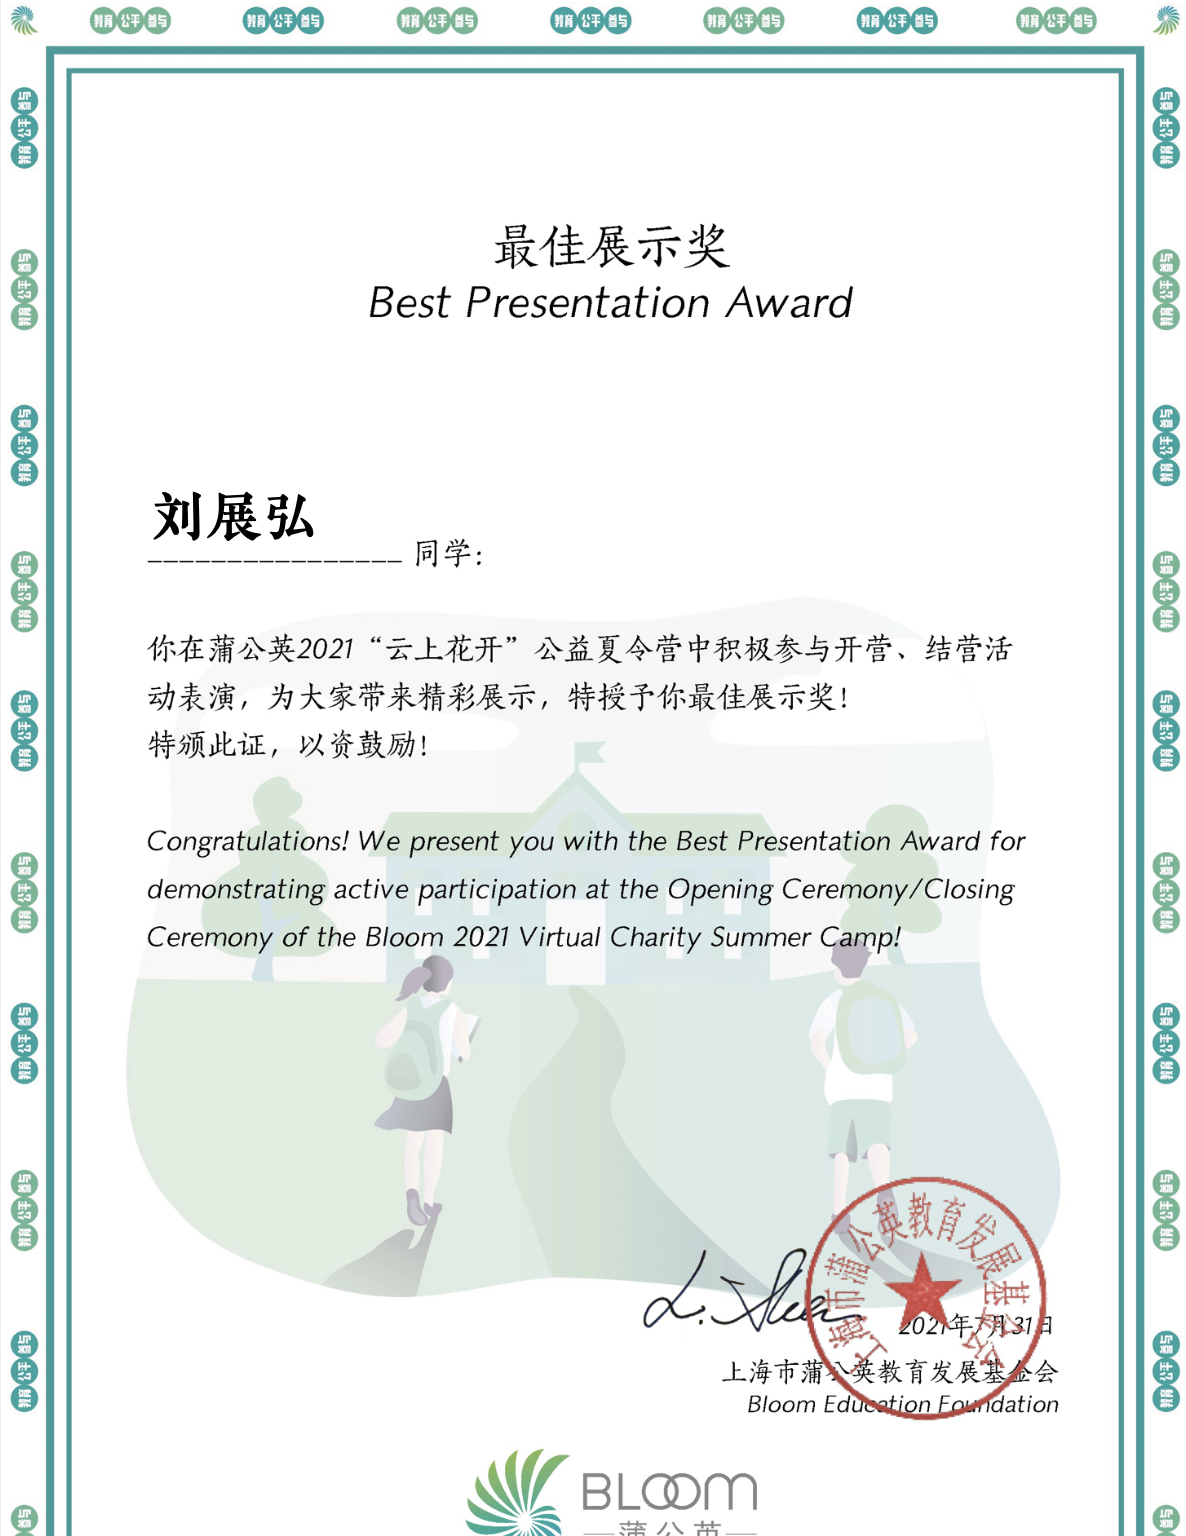 教育 公平 参与 教育 公平 参与 教育 公平 参与 教育 公平 参与 教育 公平 参与 教育 公平 参与 教育 公平 参与
最佳展示奖
Best Presentation Award
刘展弘
________________ 同学：
你在蒲公英2021“云上花开”公益夏令营中积极参与开营、结营活
动表演，为大家带来精彩展示，特授予你最佳展示奖！
特颁此证，以资鼓励！
Congratulations! We present you with the Best Presentation Award for
demonstrating active participation at the Opening Ceremony/Closing
Ceremony of the Bloom 2021 Virtual Charity Summer Camp!
上海市蒲公英教育发展基金会
2021年7月31日
上海市蒲公英教育发展基金会
Bloom Education Foundation
BLOOM
蒲公英